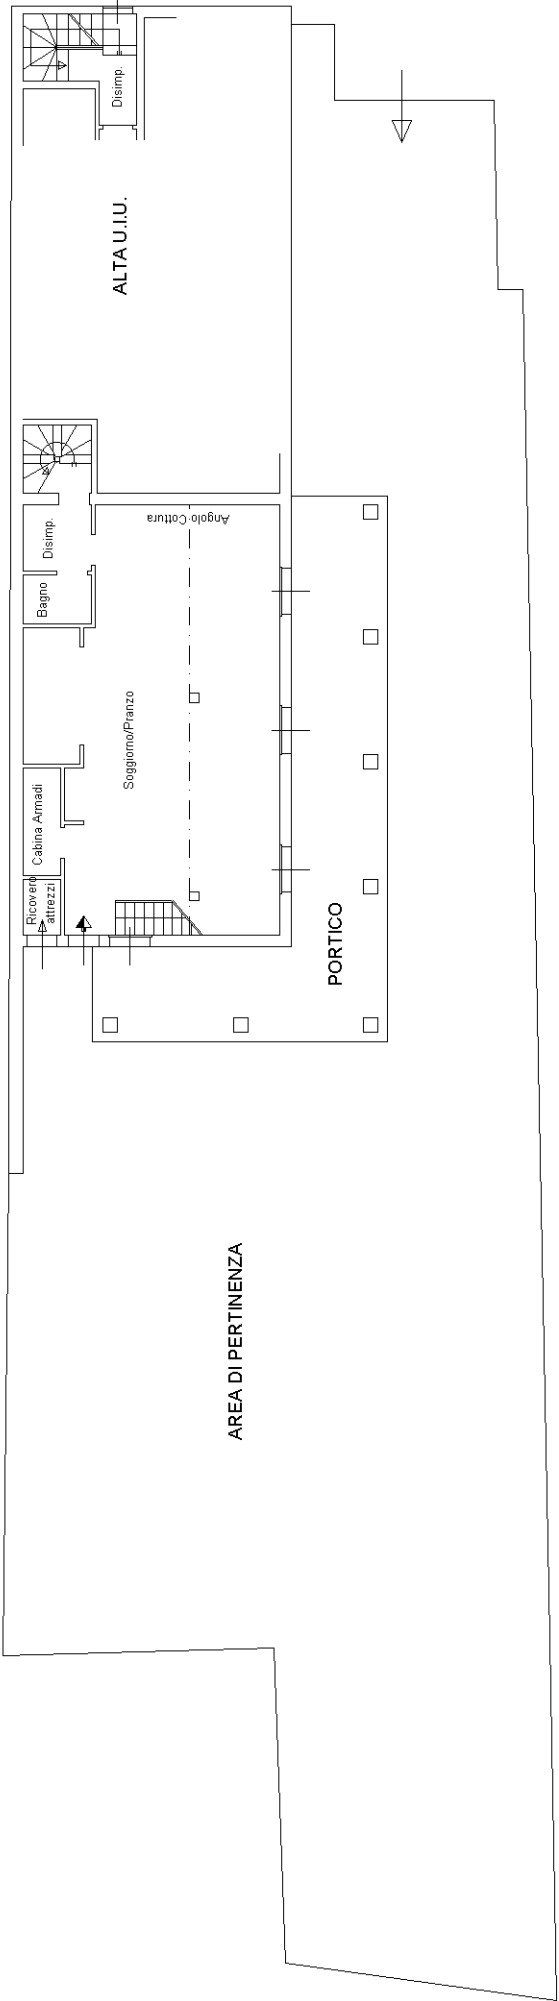 Disimp.
ALTA U.I.U.
Disimp.
Angolo Cottura
Bagno
Soggiorno/Pranzo
Cabina Armadi
Ricovero
attrezzi
PORTICO
AREA DI PERTINENZA